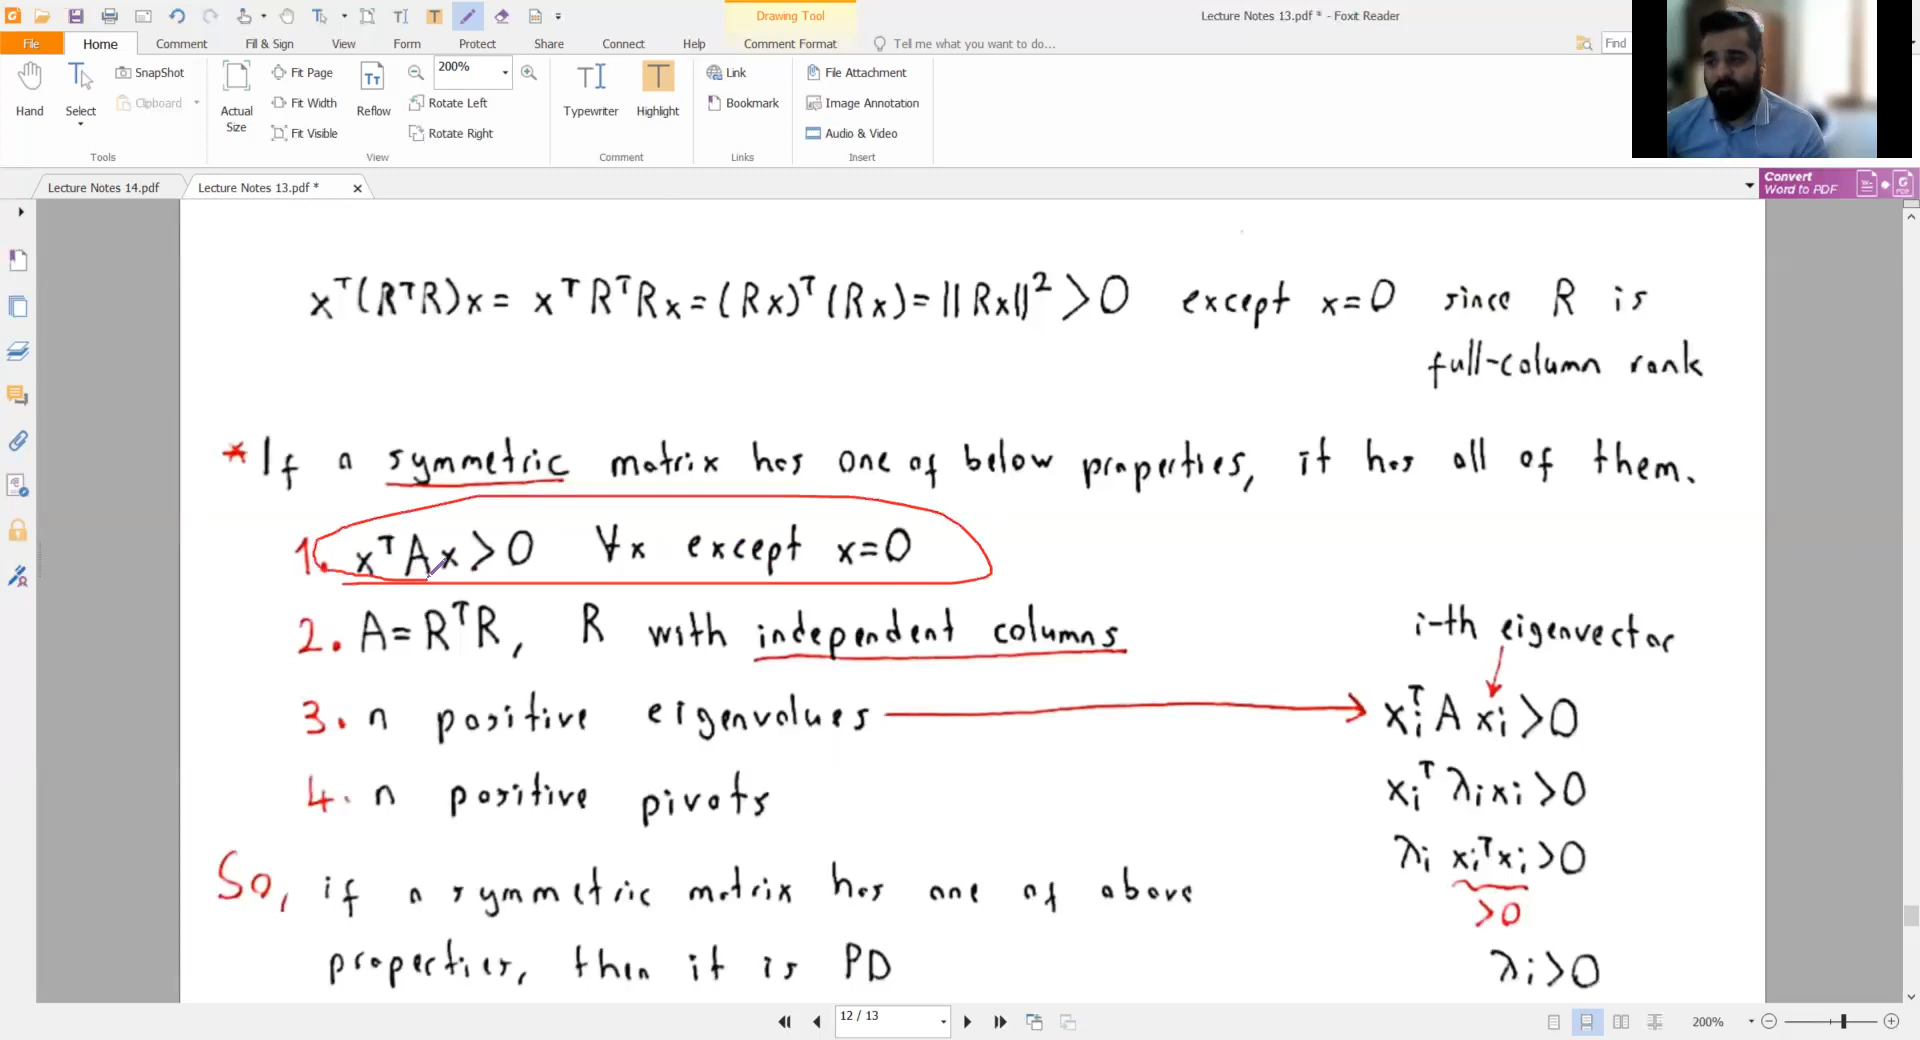 Lecture Notes 13.pdf * - Foxit Reader
Drawing Tool
File Home Comment Fill & Sign View Form Protect Share Connect Help Comment Format Tell me what you want to do... Find
Hand
Select
SnapShot
Clipboard
Tools
Actual Size
Fit Page
Fit Width
Fit Visible
Reflow
200%
Rotate Left
Rotate Right
View
Typewriter
Highlight
Comment
Link
Bookmark
Links
File Attachment
Image Annotation
Audio & Video
Insert
Lecture Notes 14.pdf
Lecture Notes 13.pdf *
Convert
Word to PDF
xᵀ(RᵀR)x = xᵀRᵀRx = (Rx)ᵀ(Rx) = ||Rx||² > 0 except x=0 since R is
full-column rank
* If a symmetric matrix has one of below properties, it has all of them.
1. xᵀAx > 0 ∀x except x=0
2. A = RᵀR, R with independent columns
3. n positive eigenvalues
4. n positive pivots
So, if a symmetric matrix has one of above
properties, then it is PD
i-th eigenvector
xᵢᵀ A xᵢ > 0
xᵢᵀ λᵢ xᵢ > 0
λᵢ xᵢᵀxᵢ > 0
>0
λᵢ > 0
12 / 13
200%